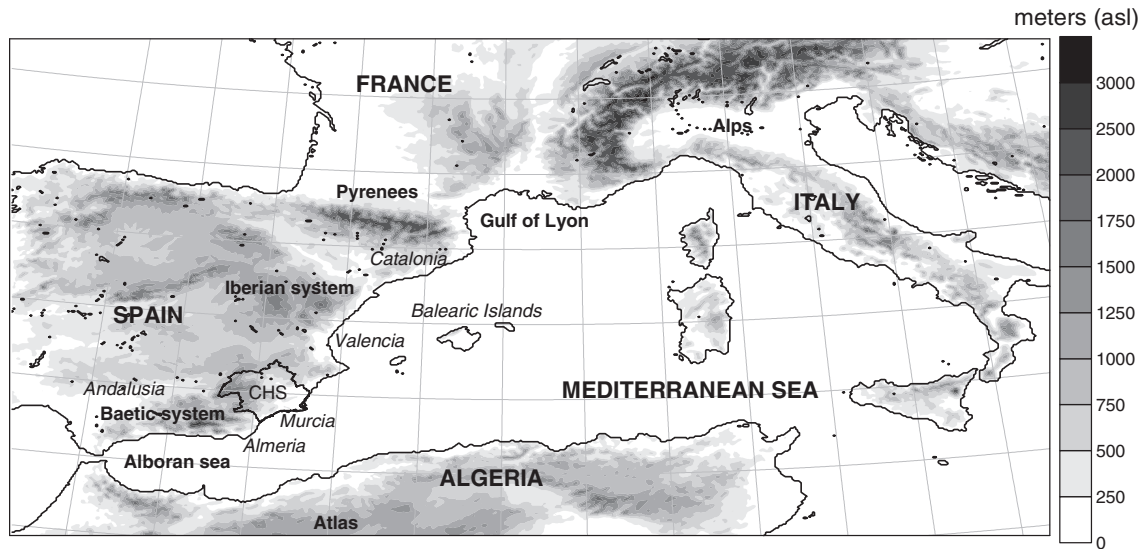 meters (asl)
FRANCE
3000
2500
Alps
2000
Pyrenees
ITALY
1750
Gulf of Lyon
Catalonia
1500
Iberian system
SPAIN
Balearic Islands
1250
Valencia
1000
Andalusia
CHS
MEDITERRANEAN SEA
750
Baetic system
Murcia
Almeria
500
Alboran sea
ALGERIA
250
Atlas
0